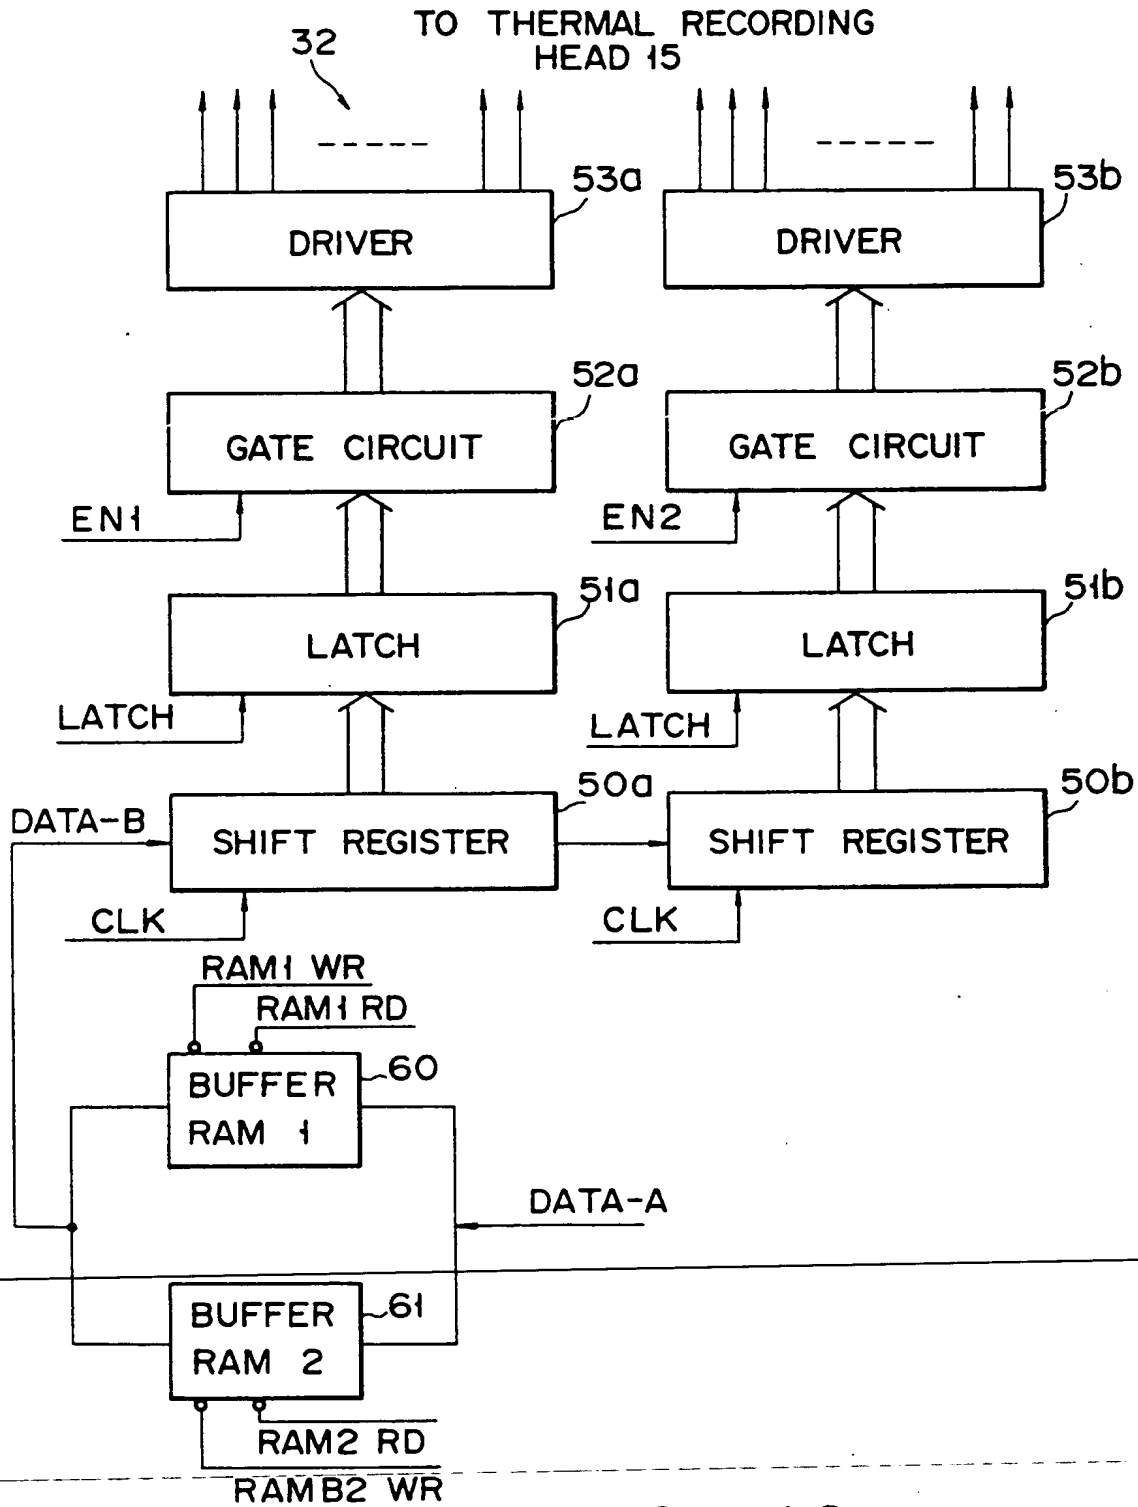 TO THERMAL RECORDING
HEAD 15
32
53a
53b
DRIVER
DRIVER
52a
52b
GATE CIRCUIT
GATE CIRCUIT
EN1
EN2
51a
51b
LATCH
LATCH
LATCH
LATCH
50a
50b
DATA-B
SHIFT REGISTER
SHIFT REGISTER
CLK
CLK
RAM1 WR
RAM1 RD
60
BUFFER
RAM 1
DATA-A
61
BUFFER
RAM 2
RAM2 RD
RAMB2 WR